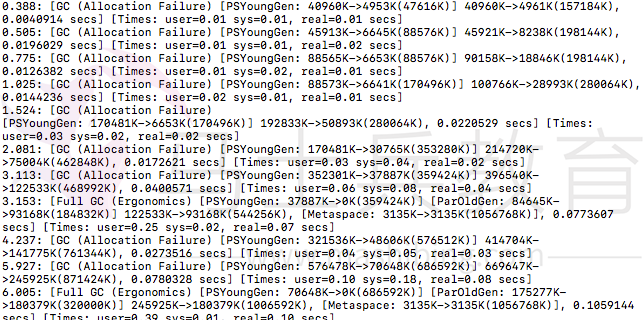 0.388: [GC (Allocation Failure) [PSYoungGen: 40960K->4953K(47616K)] 40960K->4961K(157184K),
0.0040914 secs] [Times: user=0.01 sys=0.01, real=0.01 secs]
0.505: [GC (Allocation Failure) [PSYoungGen: 45913K->6645K(88576K)] 45921K->8238K(198144K),
0.0196029 secs] [Times: user=0.01 sys=0.01, real=0.02 secs]
0.775: [GC (Allocation Failure) [PSYoungGen: 88565K->6653K(88576K)] 90158K->18846K(198144K),
0.0126382 secs] [Times: user=0.01 sys=0.02, real=0.01 secs]
1.025: [GC (Allocation Failure) [PSYoungGen: 88573K->6641K(170496K)] 100766K->28993K(280064K),
0.0144236 secs] [Times: user=0.02 sys=0.01, real=0.01 secs]
1.524: [GC (Allocation Failure)
[PSYoungGen: 170481K->6653K(170496K)] 192833K->50893K(280064K), 0.0220529 secs] [Times:
user=0.03 sys=0.02, real=0.02 secs]
2.081: [GC (Allocation Failure) [PSYoungGen: 170481K->30765K(353280K)] 214720K-
>75004K(462848K), 0.0172621 secs] [Times: user=0.03 sys=0.04, real=0.02 secs]
3.113: [GC (Allocation Failure) [PSYoungGen: 352301K->37887K(359424K)] 396540K-
>122533K(468992K), 0.0400571 secs] [Times: user=0.06 sys=0.08, real=0.04 secs]
3.153: [Full GC (Ergonomics) [PSYoungGen: 37887K->0K(359424K)] [ParOldGen: 84645K-
>93168K(184832K)] 122533K->93168K(544256K), [Metaspace: 3135K->3135K(1056768K)], 0.0773607
secs] [Times: user=0.25 sys=0.02, real=0.07 secs]
4.237: [GC (Allocation Failure) [PSYoungGen: 321536K->48606K(576512K)] 414704K-
>141775K(761344K), 0.0273516 secs] [Times: user=0.04 sys=0.05, real=0.03 secs]
5.927: [GC (Allocation Failure) [PSYoungGen: 576478K->70648K(686592K)] 669647K-
>245925K(871424K), 0.0780328 secs] [Times: user=0.10 sys=0.18, real=0.08 secs]
6.005: [Full GC (Ergonomics) [PSYoungGen: 70648K->0K(686592K)] [ParOldGen: 175277K-
>180379K(320000K)] 245925K->180379K(1006592K), [Metaspace: 3135K->3135K(1056768K)], 0.1059144
secs] [Times: user=0.39 sys=0.01, real=0.10 secs]
士兵教育